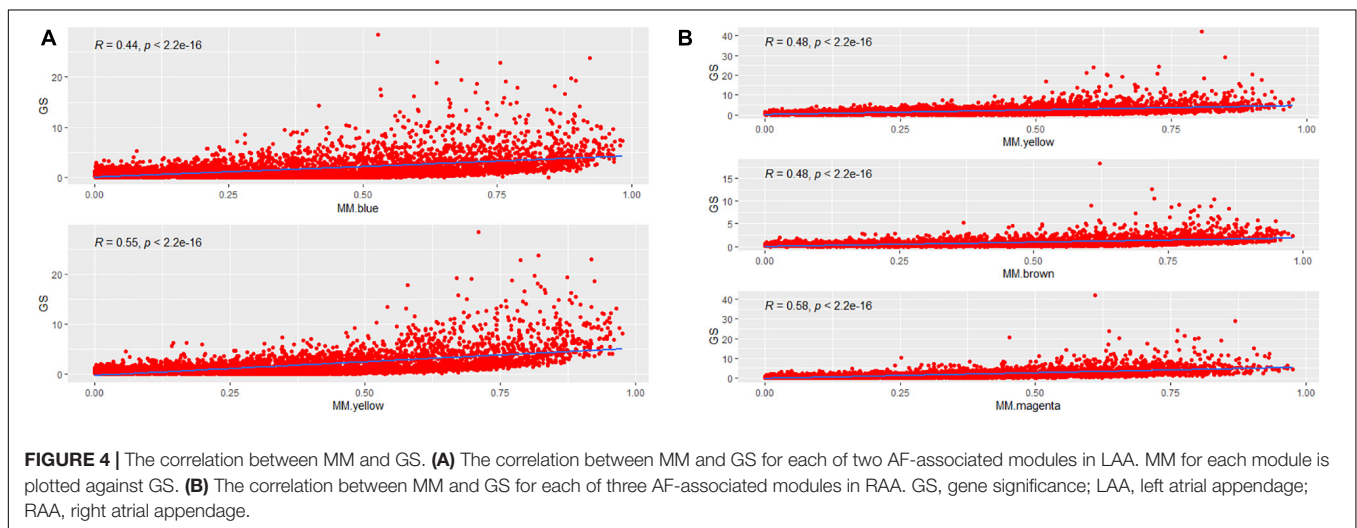 A
R = 0.44, p < 2.2e-16
GS
20
10
0
0.00 0.25 0.50 0.75 1.00
MM.blue
R = 0.55, p < 2.2e-16
GS
20
10
0
0.00 0.25 0.50 0.75 1.00
MM.yellow
B
R = 0.48, p < 2.2e-16
GS
40
30
20
10
0
0.00 0.25 0.50 0.75 1.00
MM.yellow
R = 0.48, p < 2.2e-16
GS
15
10
5
0
0.00 0.25 0.50 0.75 1.00
MM.brown
R = 0.58, p < 2.2e-16
GS
40
30
20
10
0
0.00 0.25 0.50 0.75 1.00
MM.magenta
FIGURE 4 | The correlation between MM and GS. (A) The correlation between MM and GS for each of two AF-associated modules in LAA. MM for each module is
plotted against GS. (B) The correlation between MM and GS for each of three AF-associated modules in RAA. GS, gene significance; LAA, left atrial appendage;
RAA, right atrial appendage.